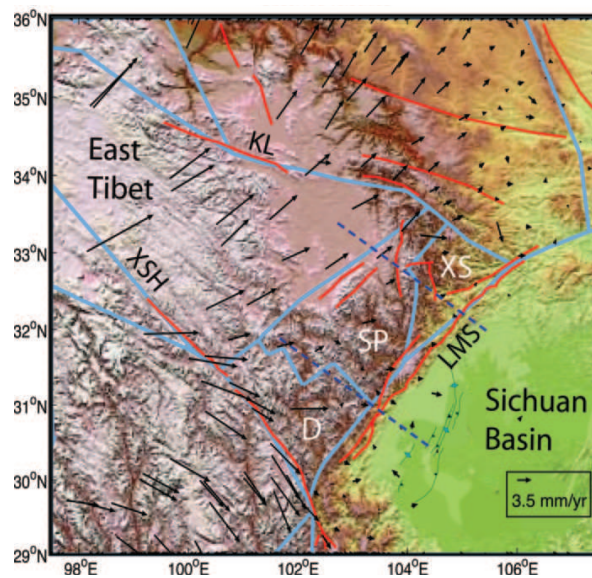 36°N
35°N
34°N
33°N
32°N
31°N
30°N
29°N
East
Tibet
KL
XSH
XS
SP
LMS
D
Sichuan
Basin
3.5 mm/yr
98°E
100°E
102°E
104°E
106°E